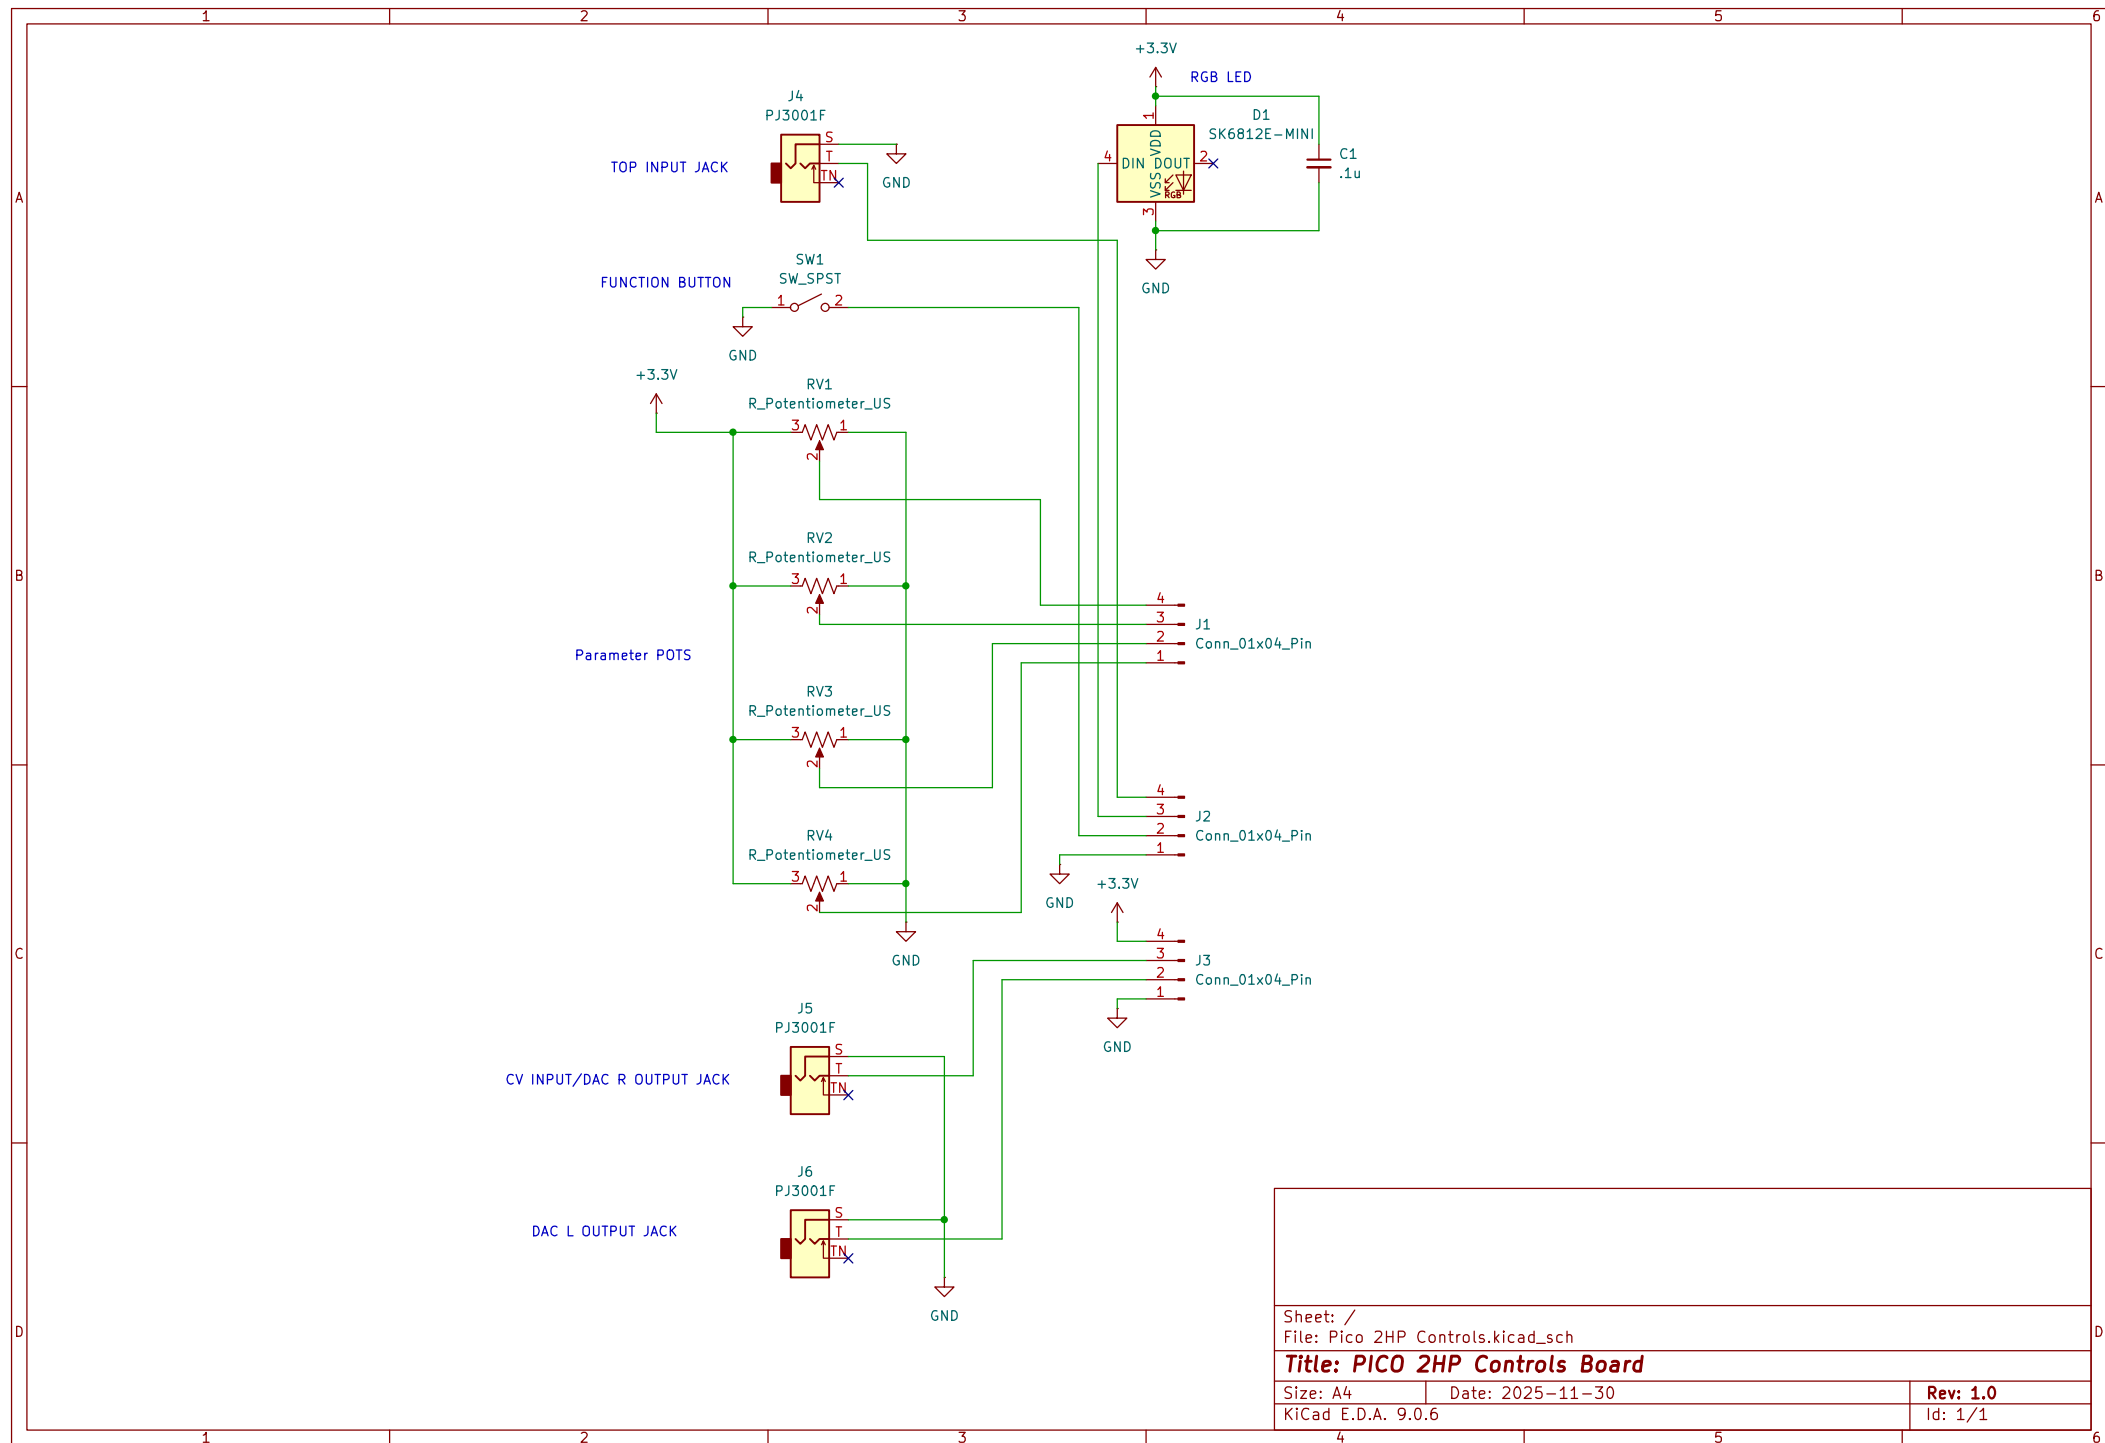 1 2 3 4 5 6
+3.3V
RGB LED
J4
PJ3001F
S
T
TN
TOP INPUT JACK
GND
D1
SK6812E-MINI
1
VDD
4
DIN
DOUT
2
VSS
RGB
3
C1
.1u
GND
A
A
SW1
SW_SPST
FUNCTION BUTTON
1
2
GND
+3.3V
RV1
R_Potentiometer_US
3
1
2
RV2
R_Potentiometer_US
3
1
2
B
B
4
3
2
1
J1
Conn_01x04_Pin
Parameter POTS
RV3
R_Potentiometer_US
3
1
2
4
3
2
1
J2
Conn_01x04_Pin
GND
RV4
R_Potentiometer_US
3
1
2
GND
+3.3V
4
3
2
1
J3
Conn_01x04_Pin
GND
C
C
J5
PJ3001F
S
T
TN
CV INPUT/DAC R OUTPUT JACK
J6
PJ3001F
S
T
TN
DAC L OUTPUT JACK
GND
D
D
Sheet: /
File: Pico 2HP Controls.kicad_sch
Title: PICO 2HP Controls Board
Size: A4 Date: 2025-11-30 Rev: 1.0
KiCad E.D.A. 9.0.6 Id: 1/1
1 2 3 4 5 6